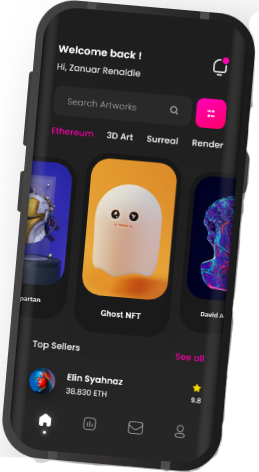 Welcome back !
Hi, Zanuar Renaldie
Search Artworks
Ethereum 3D Art Surreal Render
partan
Ghost NFT
David A
Top Sellers
See all
Elin Syahnaz
38.830 ETH
9.8